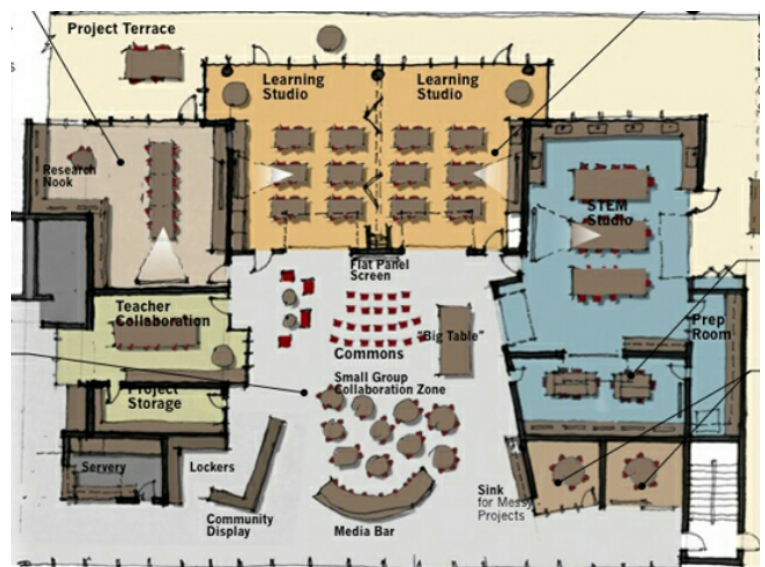 Project Terrace
Learning
Studio
Learning
Studio
Research
Nook
STEM
Studio
Flat Panel
Screen
Teacher
Collaboration
"Big Table"
Prep
Room
Commons
Small Group
Collaboration Zone
Project
Storage
Servery
Lockers
Sink
for Messy
Projects
Community
Display
Media Bar